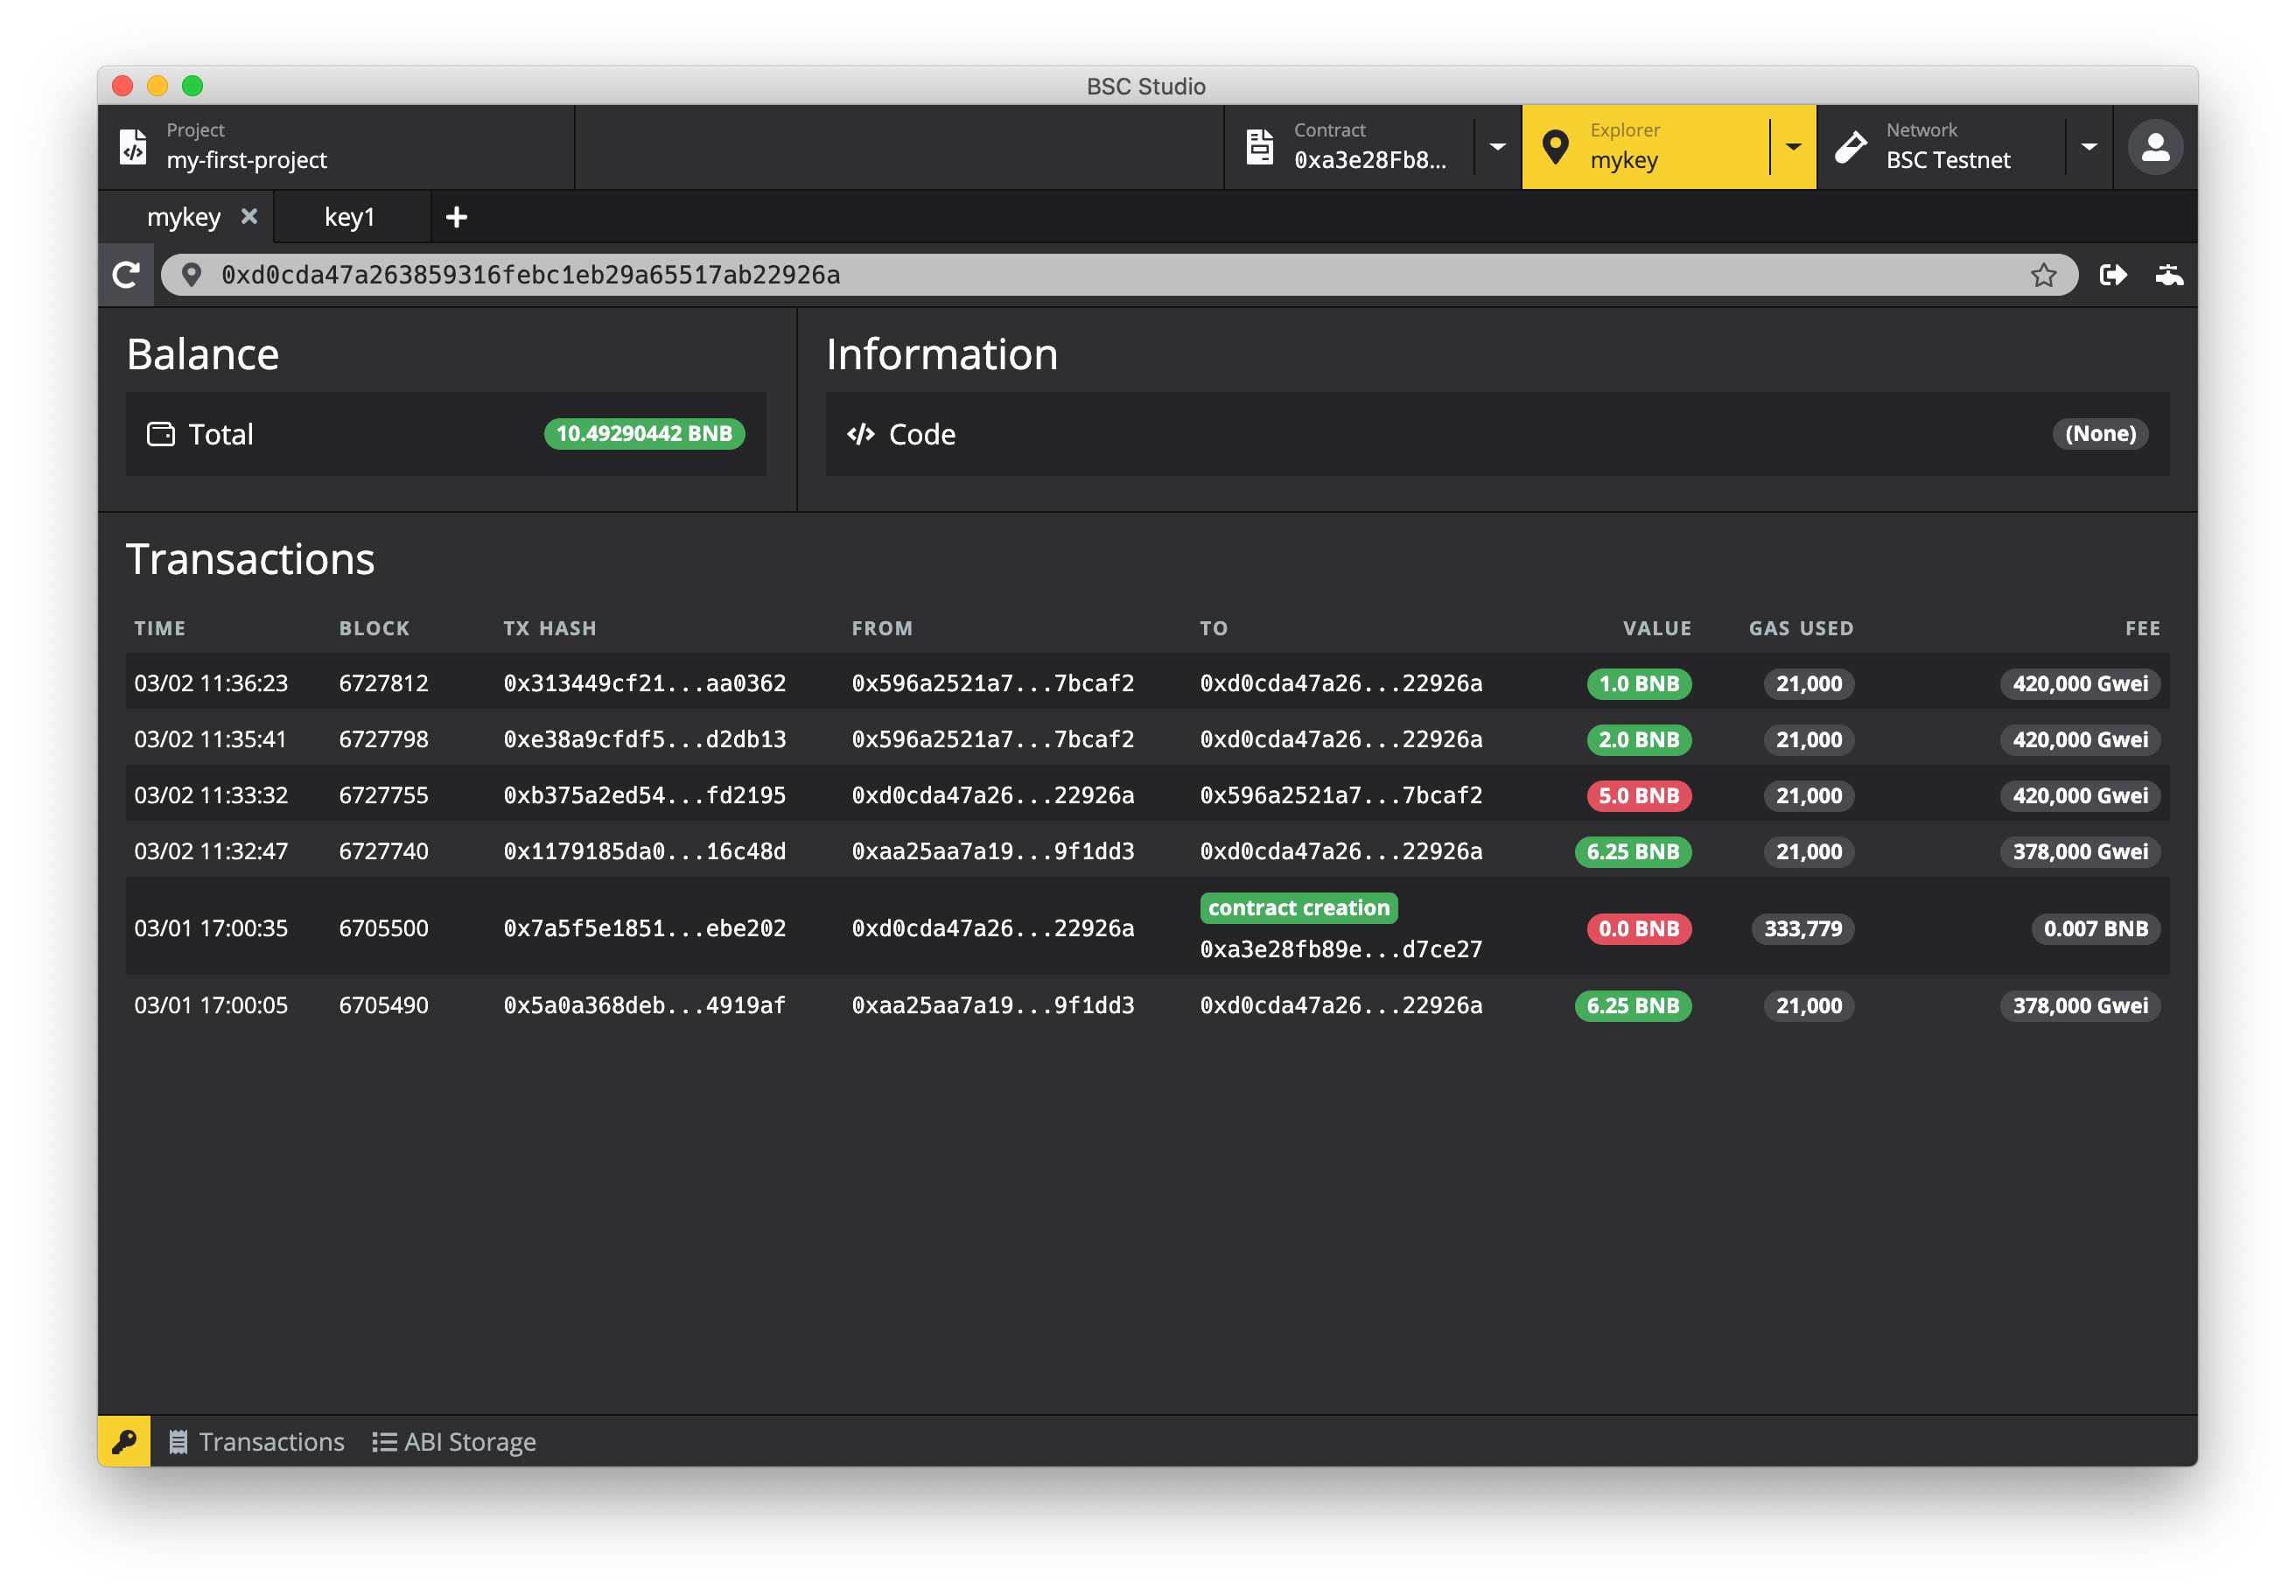 BSC Studio
Project
my-first-project
Contract
0xa3e28Fb8...
Explorer
mykey
Network
BSC Testnet
mykey
key1
0xd0cda47a263859316febc1eb29a65517ab22926a
Balance
Information
Total 10.49290442 BNB
Code (None)
Transactions
TIME BLOCK TX HASH FROM TO VALUE GAS USED FEE
03/02 11:36:23 6727812 0x313449cf21...aa0362 0x596a2521a7...7bcaf2 0xd0cda47a26...22926a 1.0 BNB 21,000 420,000 Gwei
03/02 11:35:41 6727798 0xe38a9cfdf5...d2db13 0x596a2521a7...7bcaf2 0xd0cda47a26...22926a 2.0 BNB 21,000 420,000 Gwei
03/02 11:33:32 6727755 0xb375a2ed54...fd2195 0xd0cda47a26...22926a 0x596a2521a7...7bcaf2 5.0 BNB 21,000 420,000 Gwei
03/02 11:32:47 6727740 0x1179185da0...16c48d 0xaa25aa7a19...9f1dd3 0xd0cda47a26...22926a 6.25 BNB 21,000 378,000 Gwei
contract creation
03/01 17:00:35 6705500 0x7a5f5e1851...ebe202 0xd0cda47a26...22926a 0xa3e28fb89e...d7ce27 0.0 BNB 333,779 0.007 BNB
03/01 17:00:05 6705490 0x5a0a368deb...4919af 0xaa25aa7a19...9f1dd3 0xd0cda47a26...22926a 6.25 BNB 21,000 378,000 Gwei
Transactions ABI Storage